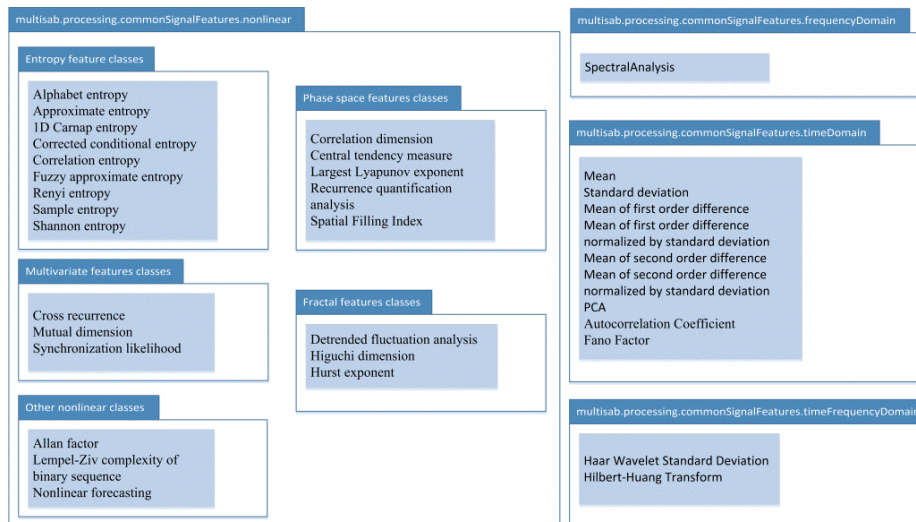 multisab.processing.commonSignalFeatures.nonlinear
Entropy feature classes
Alphabet entropy
Approximate entropy
1D Carnap entropy
Corrected conditional entropy
Correlation entropy
Fuzzy approximate entropy
Renyi entropy
Sample entropy
Shannon entropy
Multivariate features classes
Cross recurrence
Mutual dimension
Synchronization likelihood
Other nonlinear classes
Allan factor
Lempel-Ziv complexity of
binary sequence
Nonlinear forecasting
Phase space features classes
Correlation dimension
Central tendency measure
Largest Lyapunov exponent
Recurrence quantification
analysis
Spatial Filling Index
Fractal features classes
Detrended fluctuation analysis
Higuchi dimension
Hurst exponent
multisab.processing.commonSignalFeatures.frequencyDomain
SpectralAnalysis
multisab.processing.commonSignalFeatures.timeDomain
Mean
Standard deviation
Mean of first order difference
Mean of first order difference
normalized by standard deviation
Mean of second order difference
Mean of second order difference
normalized by standard deviation
PCA
Autocorrelation Coefficient
Fano Factor
multisab.processing.commonSignalFeatures.timeFrequencyDomain
Haar Wavelet Standard Deviation
Hilbert-Huang Transform